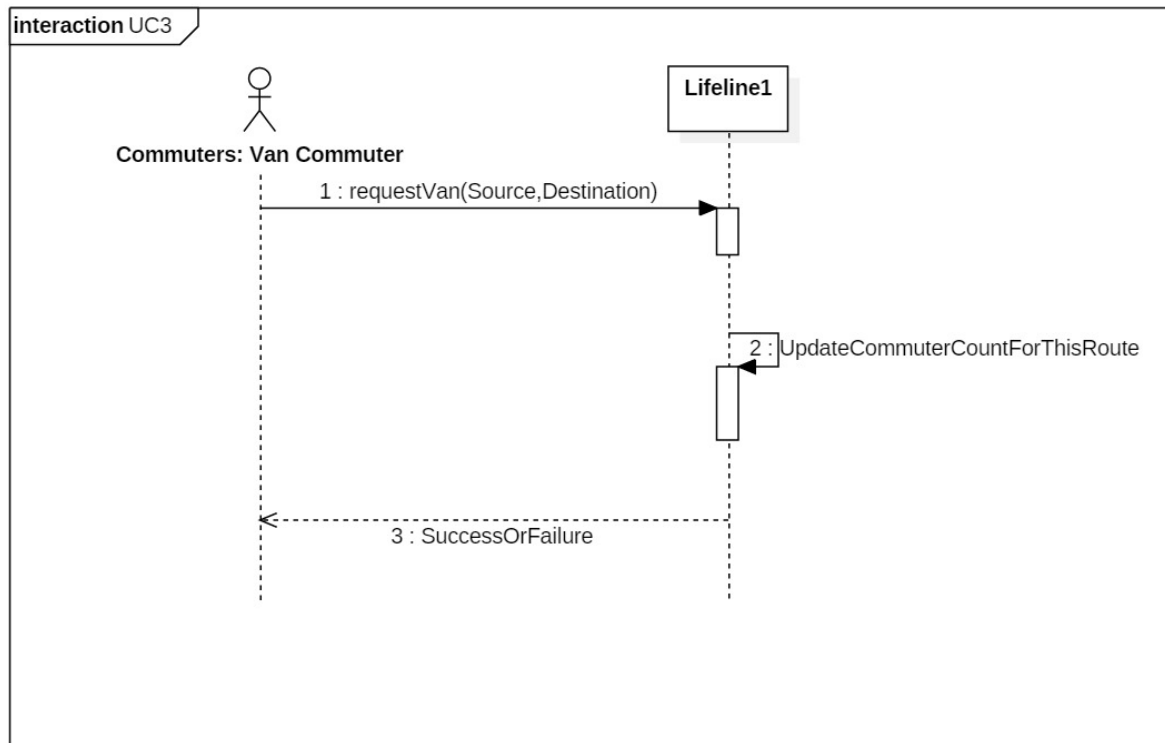 interaction UC3
Lifeline1
Commuters: Van Commuter
1 : requestVan(Source,Destination)
2 : UpdateCommuterCountForThisRoute
3 : SuccessOrFailure